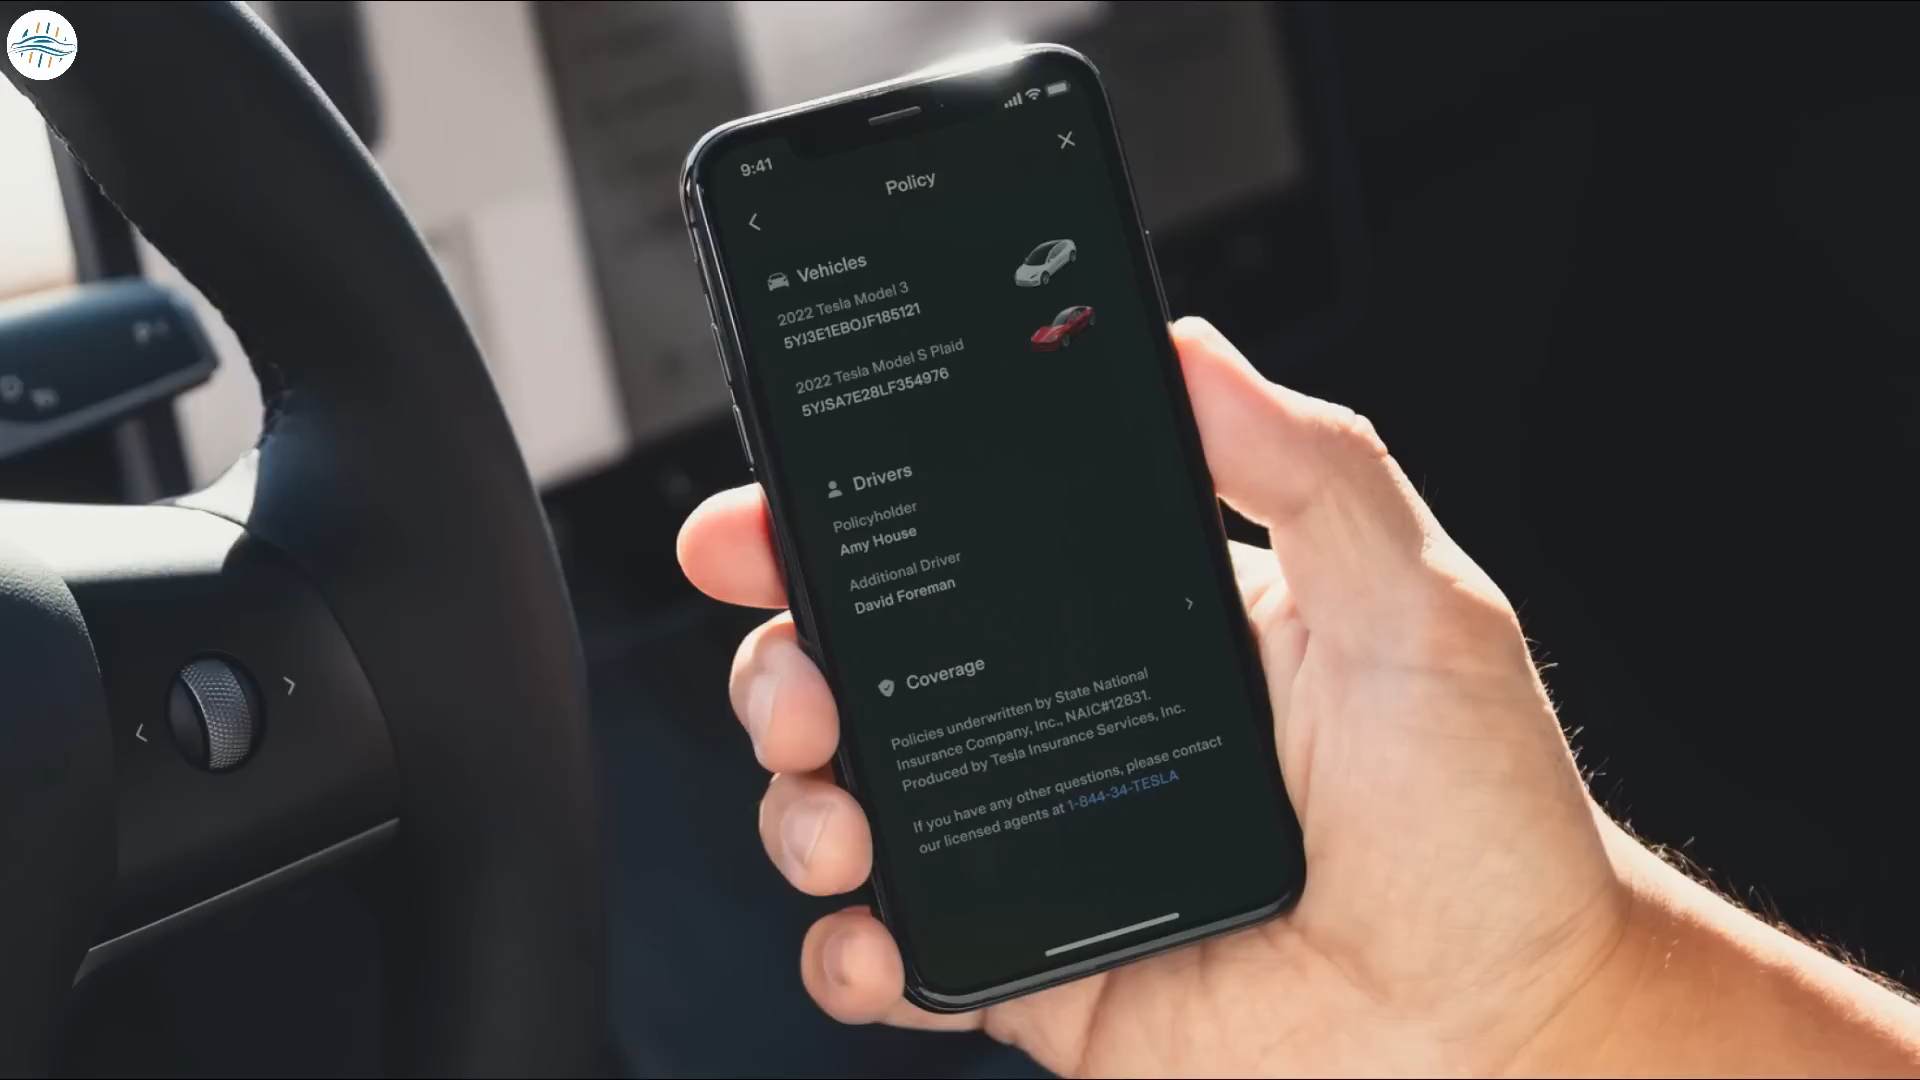 9:41
Policy
Vehicles
2022 Tesla Model 3
5YJ3E1EBOJF185121
2022 Tesla Model S Plaid
5YJSA7E28LF354976
Drivers
Policyholder
Amy House
Additional Driver
David Foreman
Coverage
Policies underwritten by State National
Insurance Company, Inc., NAIC#12831.
Produced by Tesla Insurance Services, Inc.
If you have any other questions, please contact
our licensed agents at 1-844-34-TESLA